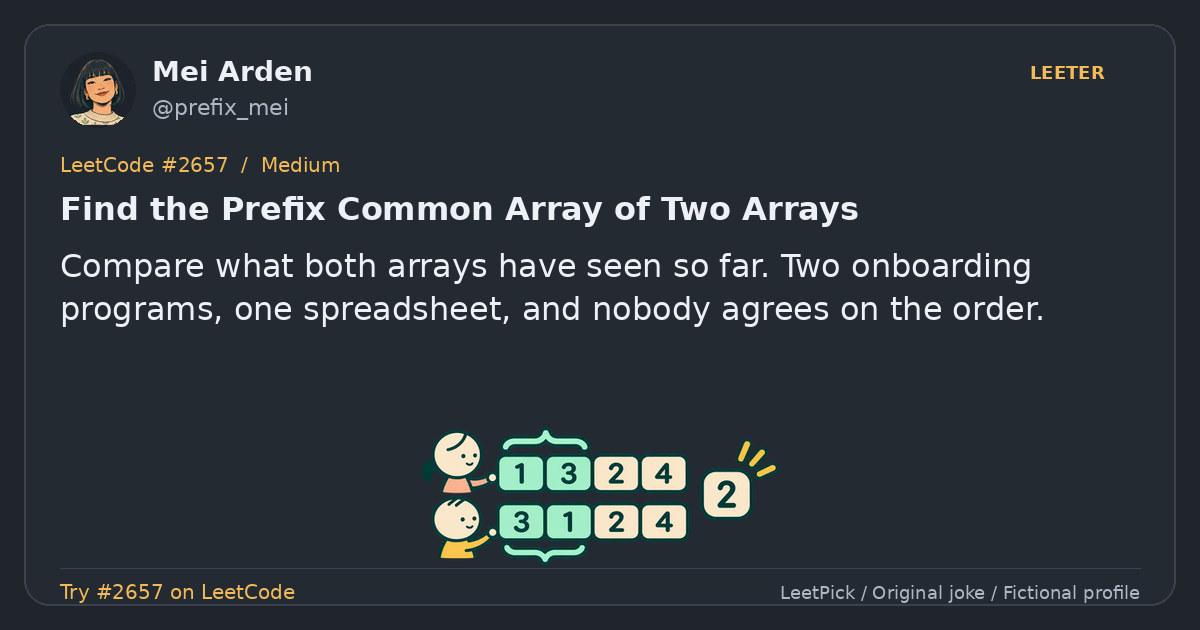 Mei Arden
@prefix_mei
LEETER
LeetCode #2657 / Medium
Find the Prefix Common Array of Two Arrays
Compare what both arrays have seen so far. Two onboarding
programs, one spreadsheet, and nobody agrees on the order.
1 3 2 4
2
3 1 2 4
Try #2657 on LeetCode
LeetPick / Original joke / Fictional profile